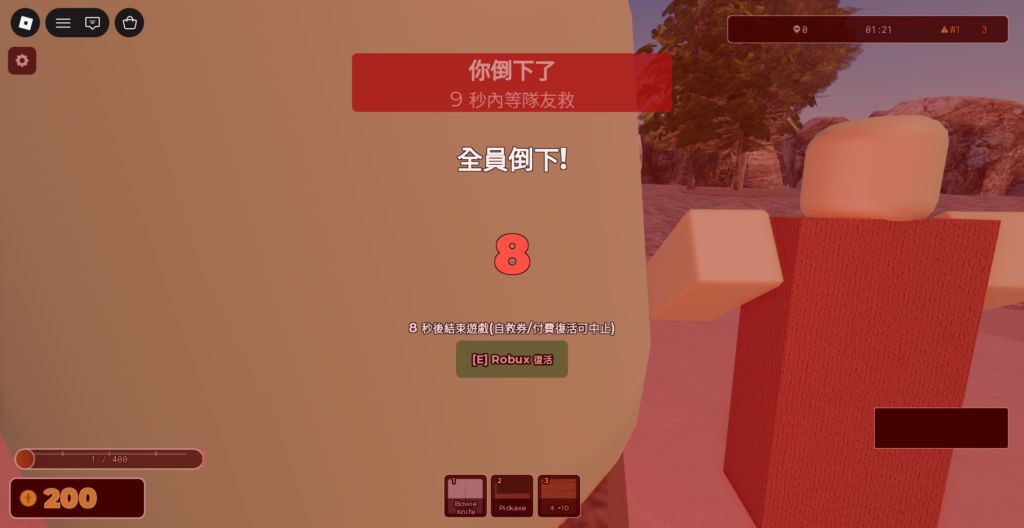 0
01:21
W1 · 3
你倒下了
9 秒內等隊友救
全員倒下!
8
8 秒後結束遊戲(自救券/付費復活可中止)
[E] Robux 復活
1 / 400
200
1
Bowie
Knife
2
Pickaxe
3
木 ×10